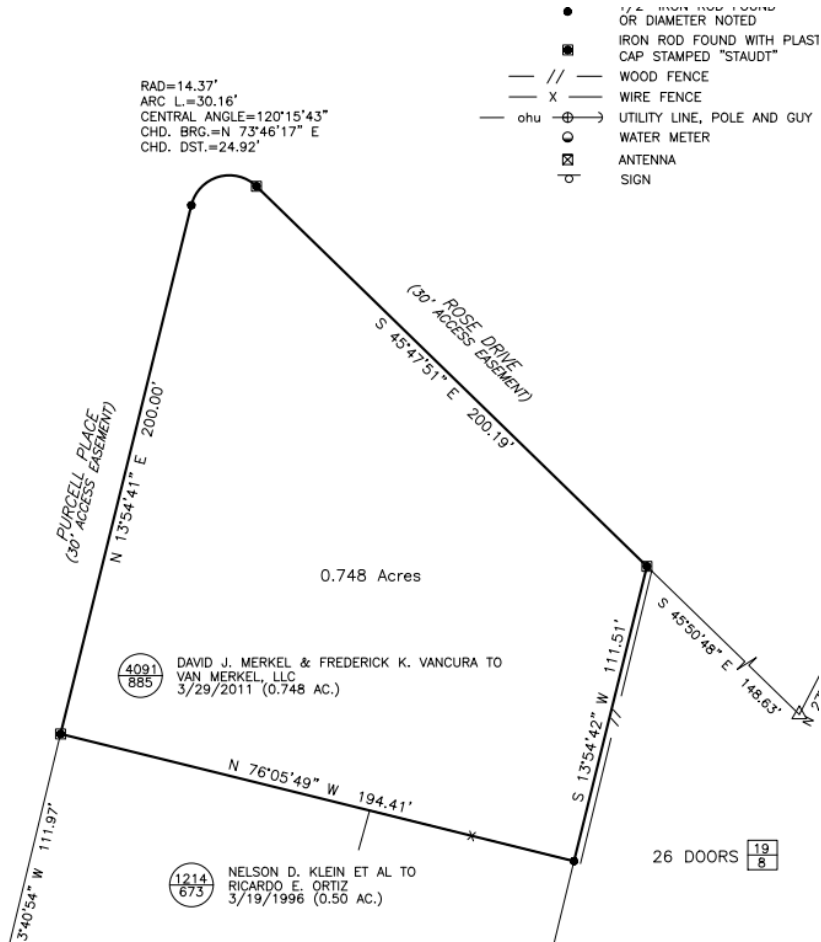 OR DIAMETER NOTED
IRON ROD FOUND WITH PLAST
CAP STAMPED "STAUDT"
WOOD FENCE
WIRE FENCE
ohu
UTILITY LINE, POLE AND GUY
WATER METER
ANTENNA
SIGN
RAD=14.37'
ARC L.=30.16'
CENTRAL ANGLE=120°15'43"
CHD. BRG.=N 73°46'17" E
CHD. DST.=24.92'
ROSE DRIVE
(30' ACCESS EASEMENT)
S 45°47'51" E 200.19'
PURCELL PLACE
(30' ACCESS EASEMENT)
N 13°54'41" E 200.00'
0.748 Acres
S 45°50'48" E 148.63'
S 13°54'42" W 111.51'
4091
885
DAVID J. MERKEL & FREDERICK K. VANCURA TO
VAN MERKEL, LLC
3/29/2011 (0.748 AC.)
N 76°05'49" W 194.41'
3°40'54" W 111.97'
1214
673
NELSON D. KLEIN ET AL TO
RICARDO E. ORTIZ
3/19/1996 (0.50 AC.)
26 DOORS
19
8